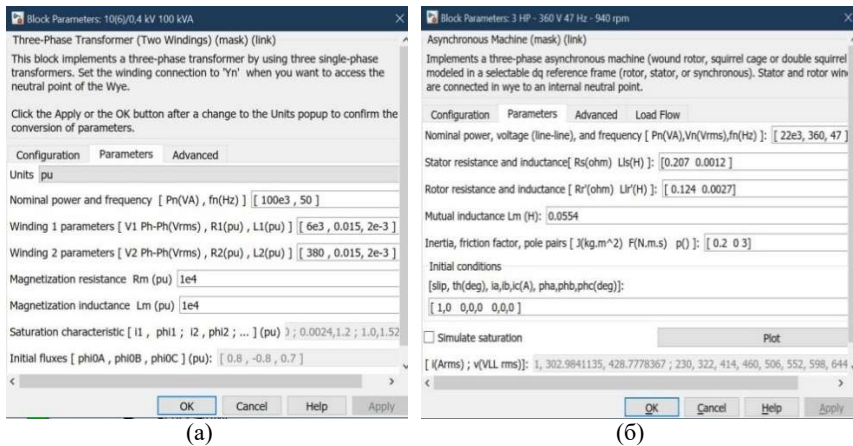 Block Parameters: 10(6)/0,4 kV 100 kVA
Three-Phase Transformer (Two Windings) (mask) (link)
This block implements a three-phase transformer by using three single-phase
transformers. Set the winding connection to 'Yn' when you want to access the
neutral point of the Wye.
Click the Apply or the OK button after a change to the Units popup to confirm the
conversion of parameters.
Configuration Parameters Advanced
Units pu
Nominal power and frequency [ Pn(VA) , fn(Hz) ] [ 100e3 , 50 ]
Winding 1 parameters [ V1 Ph-Ph(Vrms) , R1(pu) , L1(pu) ] [ 6e3 , 0.015, 2e-3 ]
Winding 2 parameters [ V2 Ph-Ph(Vrms) , R2(pu) , L2(pu) ] [ 380 , 0.015, 2e-3 ]
Magnetization resistance Rm (pu) 1e4
Magnetization inductance Lm (pu) 1e4
Saturation characteristic [ i1 , phi1 ; i2 , phi2 ; ... ] (pu) ; 0.0024,1.2 ; 1.0,1.52
Initial fluxes [ phi0A , phi0B , phi0C ] (pu): [ 0.8 , -0.8 , 0.7 ]
OK Cancel Help Apply
(а)
Block Parameters: 3 HP - 360 V 47 Hz - 940 rpm
Asynchronous Machine (mask) (link)
Implements a three-phase asynchronous machine (wound rotor, squirrel cage or double squirrel
modeled in a selectable dq reference frame (rotor, stator, or synchronous). Stator and rotor win
are connected in wye to an internal neutral point.
Configuration Parameters Advanced Load Flow
Nominal power, voltage (line-line), and frequency [ Pn(VA),Vn(Vrms),fn(Hz) ]: [ 22e3, 360, 47 ]
Stator resistance and inductance[ Rs(ohm) Lls(H) ]: [0.207 0.0012 ]
Rotor resistance and inductance [ Rr'(ohm) Llr'(H) ]: [ 0.124 0.0027]
Mutual inductance Lm (H): 0.0554
Inertia, friction factor, pole pairs [ J(kg.m^2) F(N.m.s) p() ]: [ 0.2 0 3]
Initial conditions
[slip, th(deg), ia,ib,ic(A), pha,phb,phc(deg)]:
[ 1,0 0,0,0 0,0,0 ]
Simulate saturation Plot
[ i(Arms) ; v(VLL rms)]: 1, 302.9841135, 428.7778367 ; 230, 322, 414, 460, 506, 552, 598, 644
OK Cancel Help Apply
(б)